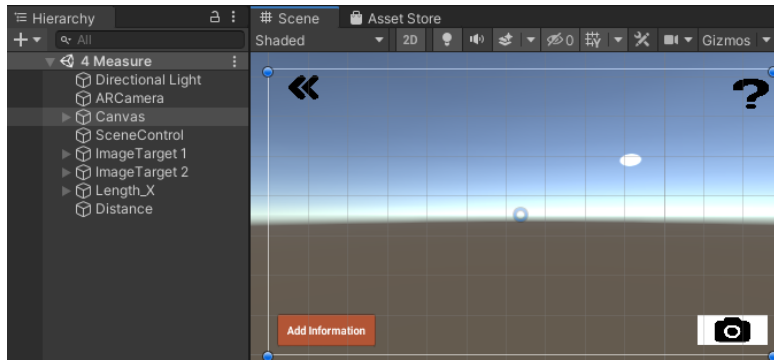 Hierarchy
# Scene
Asset Store
All
Shaded
2D
0
Gizmos
4 Measure
Directional Light
ARCamera
Canvas
SceneControl
ImageTarget 1
ImageTarget 2
Length_X
Distance
?
Add Information